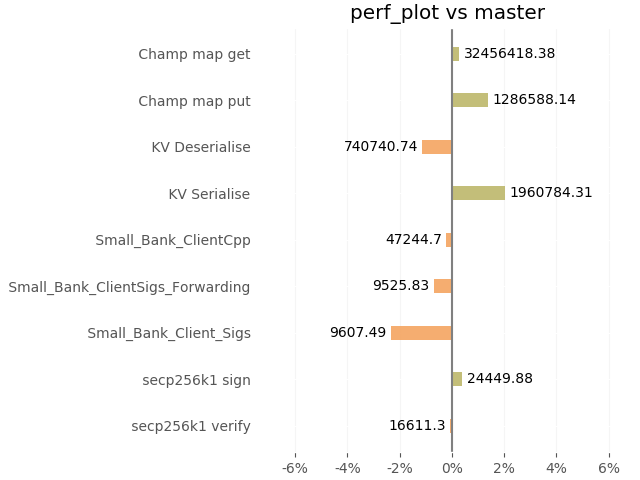 perf_plot vs master
Champ map get 32456418.38
Champ map put 1286588.14
KV Deserialise 740740.74
KV Serialise 1960784.31
Small_Bank_ClientCpp 47244.7
Small_Bank_ClientSigs_Forwarding 9525.83
Small_Bank_Client_Sigs 9607.49
secp256k1 sign 24449.88
secp256k1 verify 16611.3
-6% -4% -2% 0% 2% 4% 6%